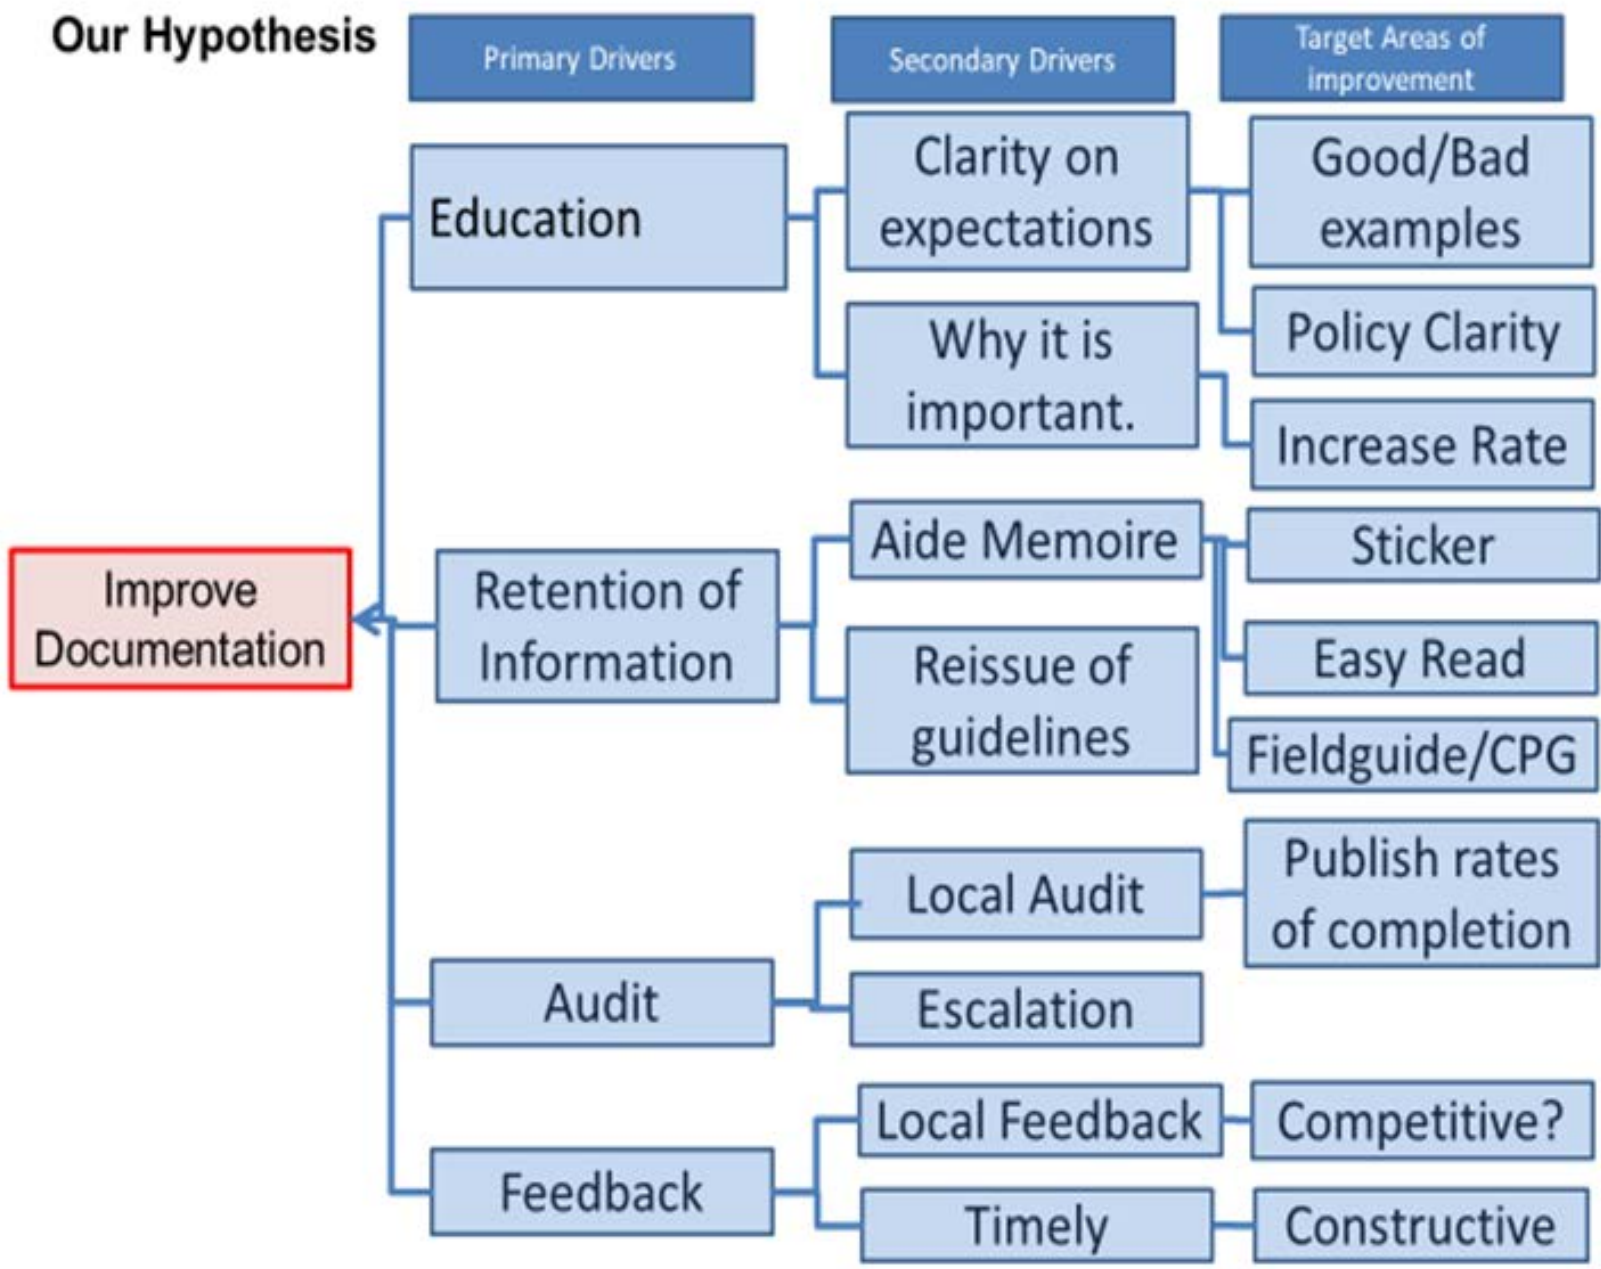 Our Hypothesis
Primary Drivers
Secondary Drivers
Target Areas of
improvement
Education
Clarity on
expectations
Good/Bad
examples
Policy Clarity
Why it is
important.
Increase Rate
Improve
Documentation
Retention of
Information
Aide Memoire
Sticker
Easy Read
Reissue of
guidelines
Fieldguide/CPG
Audit
Local Audit
Publish rates
of completion
Escalation
Feedback
Local Feedback
Competitive?
Timely
Constructive